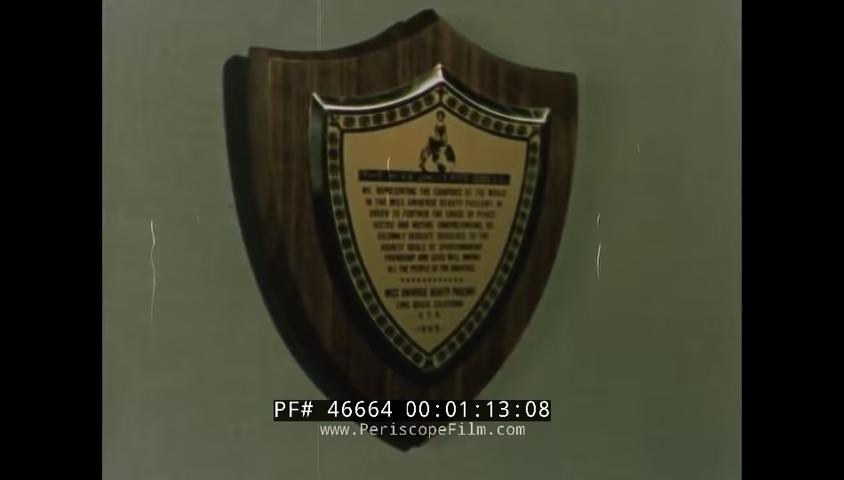 THE MISS UNIVERSE CREED
WE, REPRESENTING THE COUNTRIES OF THE WORLD
IN THE MISS UNIVERSE BEAUTY PAGEANT, IN
ORDER TO FURTHER THE CAUSE OF PEACE,
JUSTICE AND MUTUAL UNDERSTANDING, DO
SOLEMNLY DEDICATE OURSELVES TO THE
HIGHEST IDEALS OF SPORTSMANSHIP,
FRIENDSHIP AND GOOD WILL AMONG
ALL THE PEOPLE OF THE UNIVERSE.
MISS UNIVERSE BEAUTY PAGEANT
LONG BEACH, CALIFORNIA
U. S. A.
PF# 46664 00:01:13:08
www.PeriscopeFilm.com